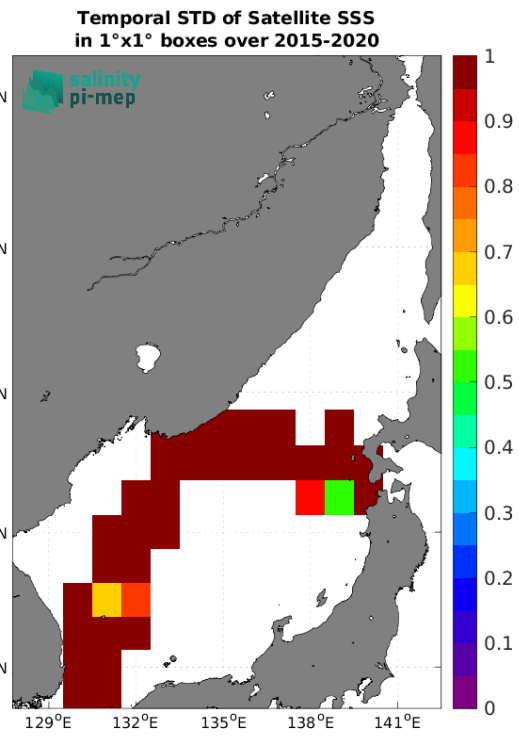 Temporal STD of Satellite SSS
in 1°x1° boxes over 2015-2020
salinity
pi-mep
N
N
N
N
N
129°E 132°E 135°E 138°E 141°E
1
0.9
0.8
0.7
0.6
0.5
0.4
0.3
0.2
0.1
0